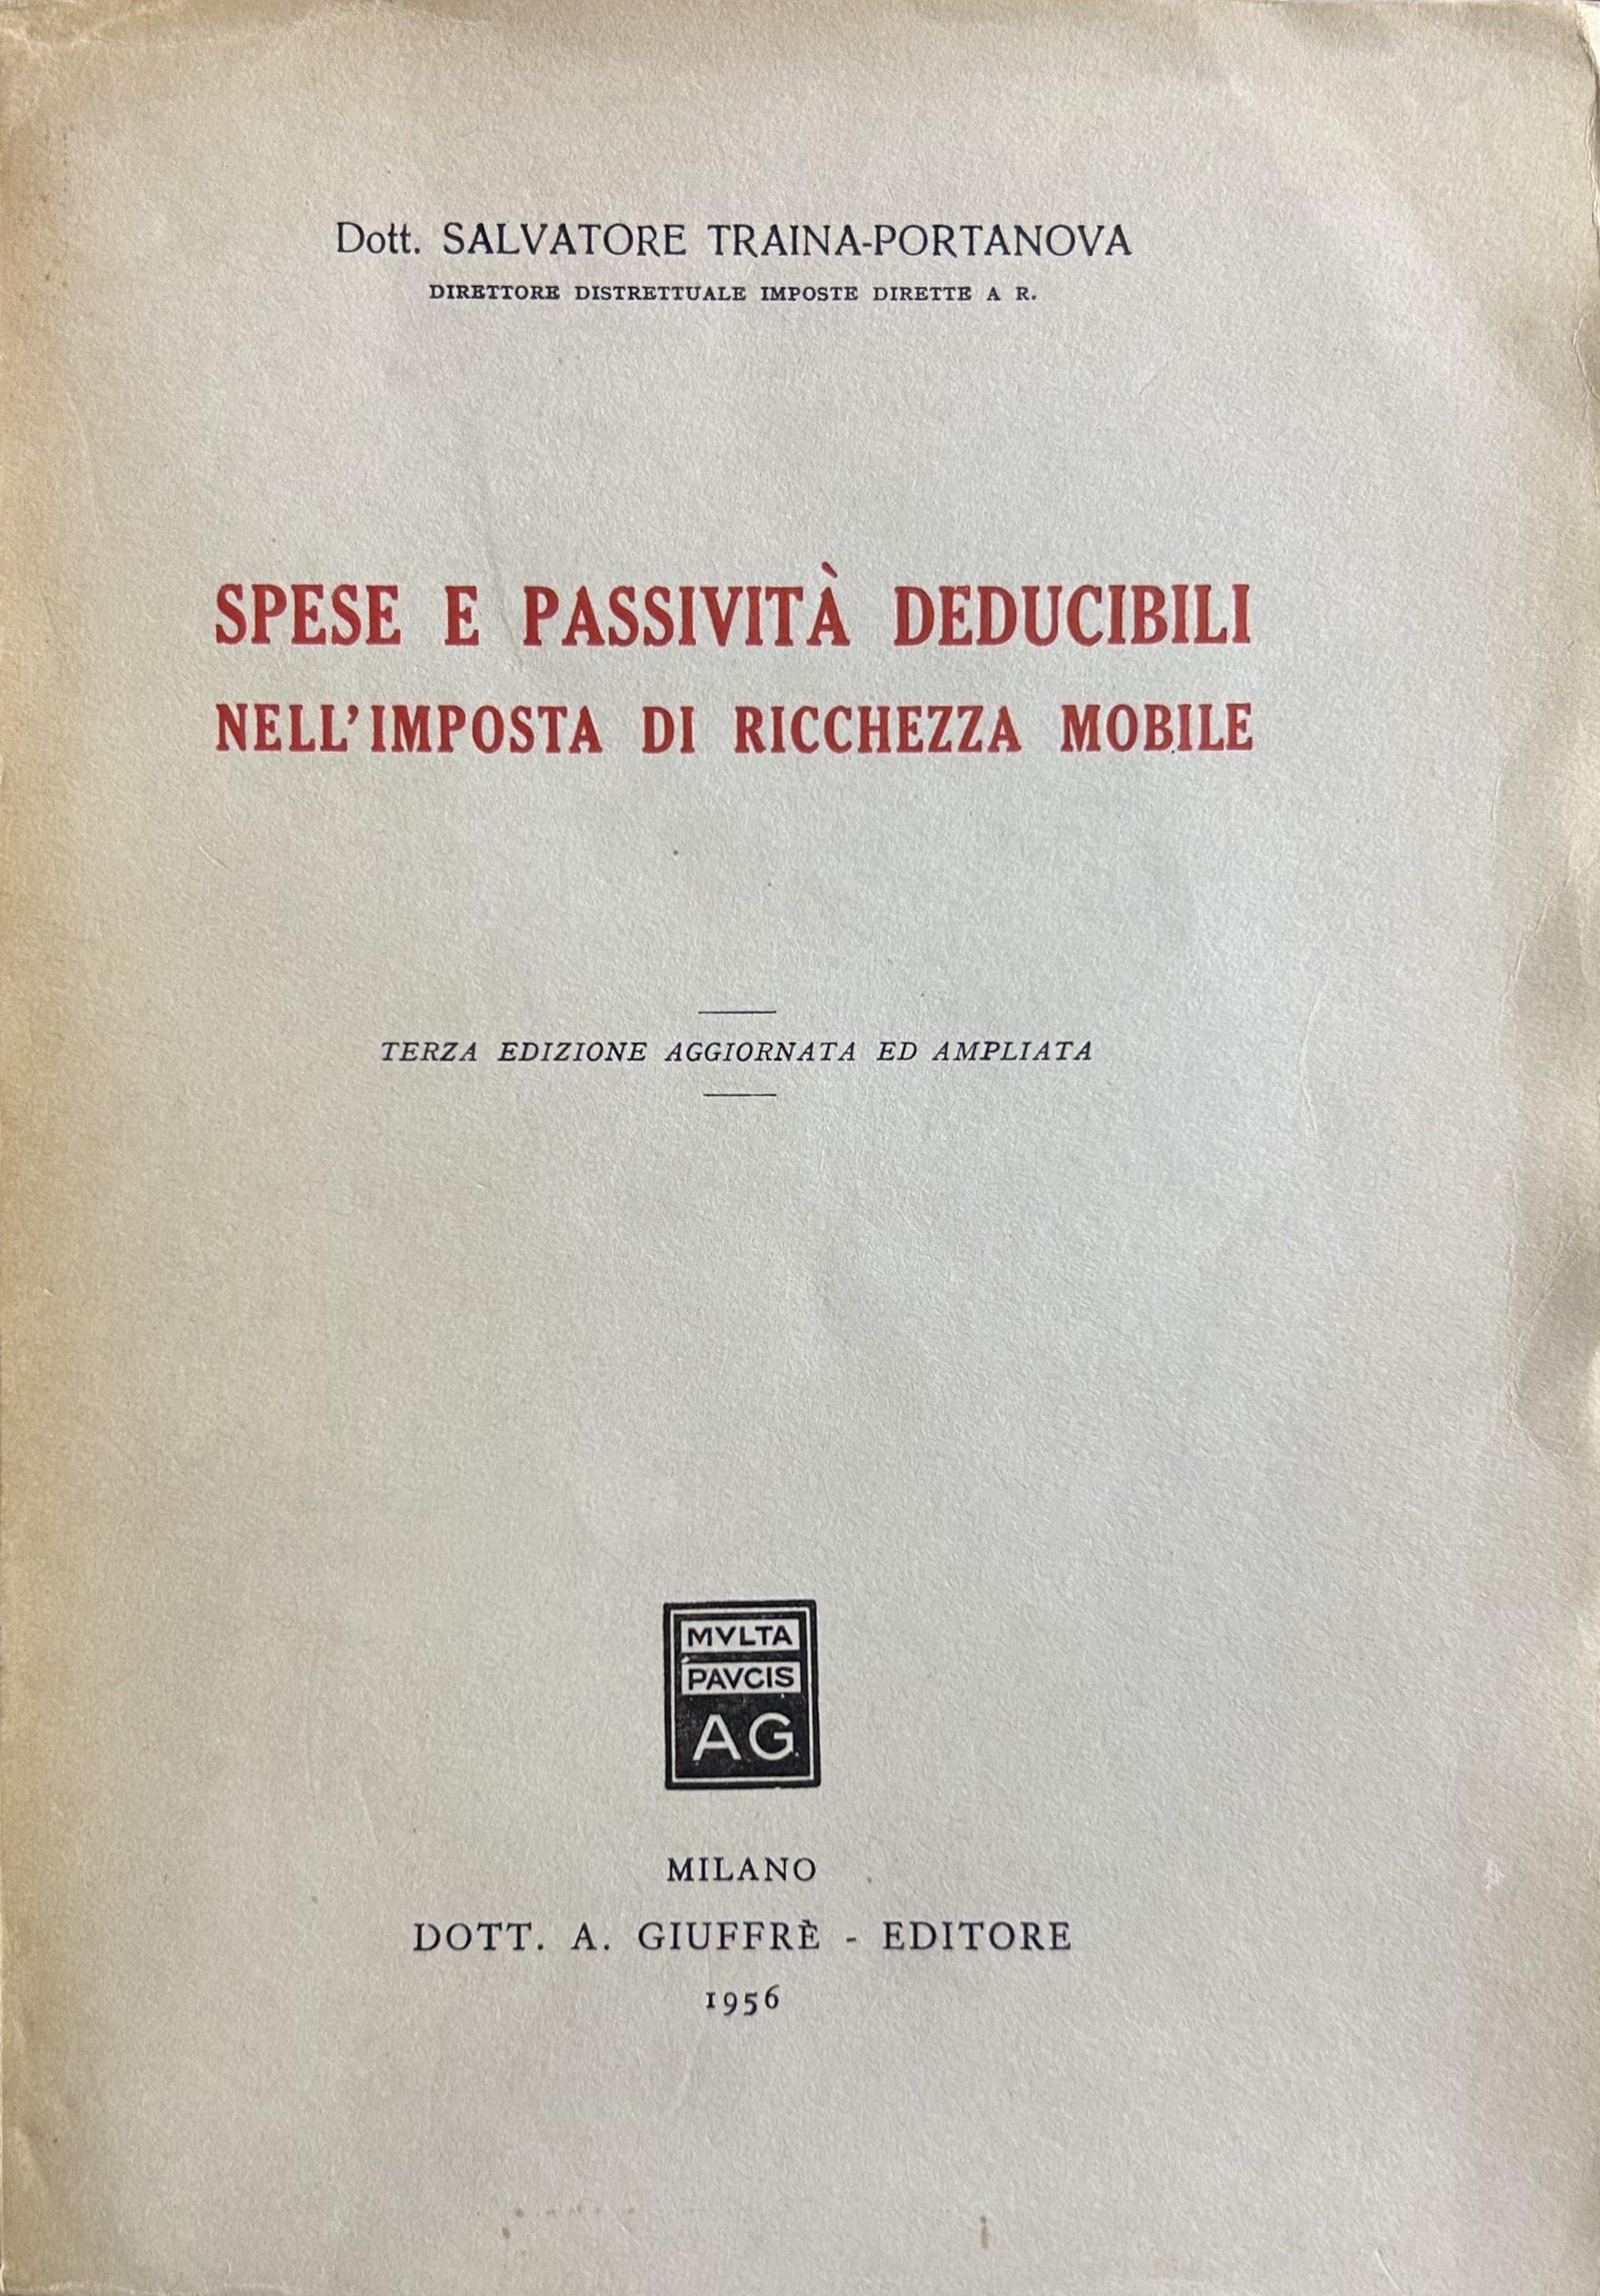 Dott. SALVATORE TRAINA-PORTANOVA
DIRETTORE DISTRETTUALE IMPOSTE DIRETTE A R.
SPESE E PASSIVITÀ DEDUCIBILI
NELL'IMPOSTA DI RICCHEZZA MOBILE
TERZA EDIZIONE AGGIORNATA ED AMPLIATA
MVLTA
PAVCIS
AG
MILANO
DOTT. A. GIUFFRÈ - EDITORE
1956